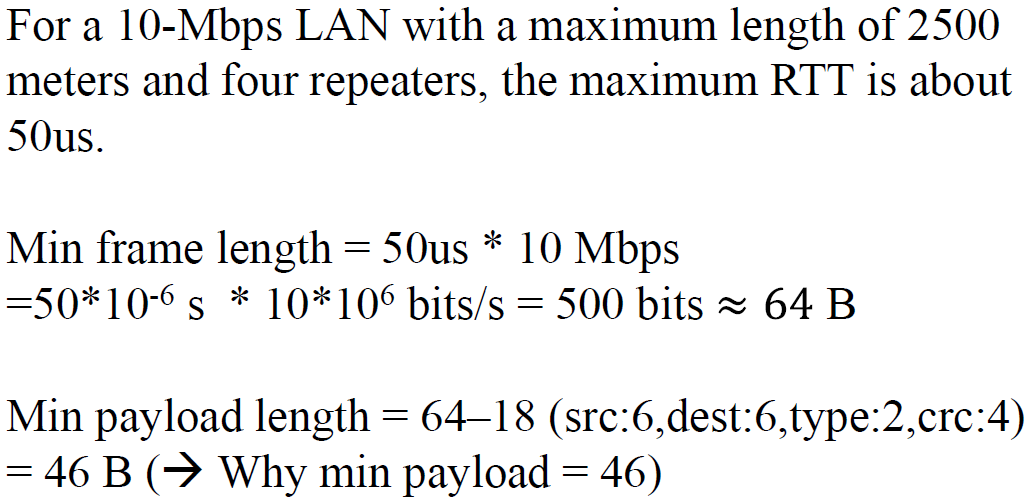 For a 10-Mbps LAN with a maximum length of 2500
meters and four repeaters, the maximum RTT is about
50us.
Min frame length = 50us * 10 Mbps
=50*10⁻⁶ s * 10*10⁶ bits/s = 500 bits ≈ 64 B
Min payload length = 64–18 (src:6,dest:6,type:2,crc:4)
= 46 B (→ Why min payload = 46)